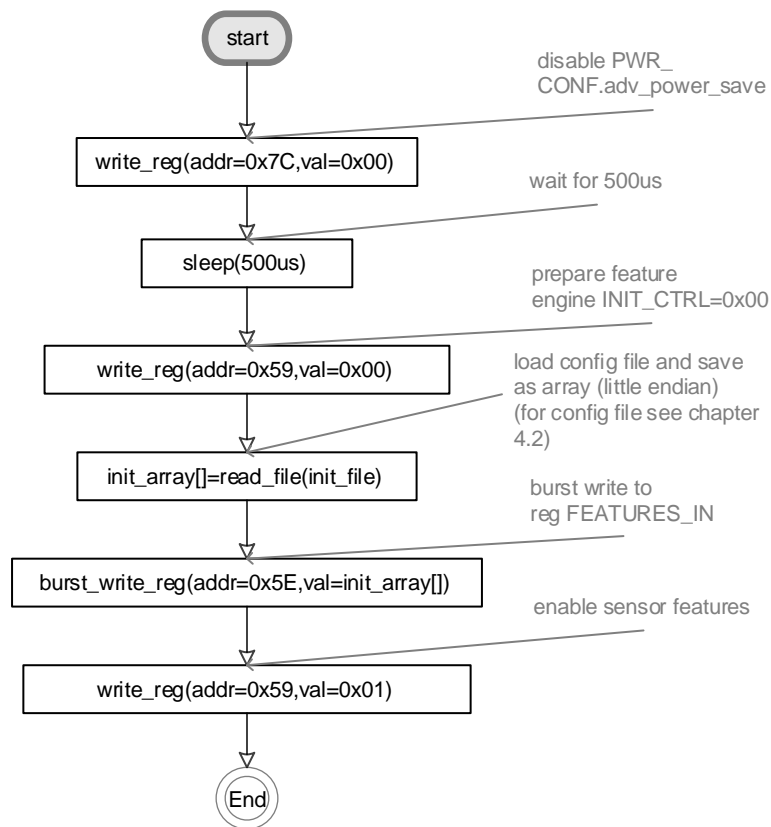 start
disable PWR_
CONF.adv_power_save
write_reg(addr=0x7C,val=0x00)
wait for 500us
sleep(500us)
prepare feature
engine INIT_CTRL=0x00
write_reg(addr=0x59,val=0x00)
load config file and save
as array (little endian)
(for config file see chapter
4.2)
init_array[]=read_file(init_file)
burst write to
reg FEATURES_IN
burst_write_reg(addr=0x5E,val=init_array[])
enable sensor features
write_reg(addr=0x59,val=0x01)
End